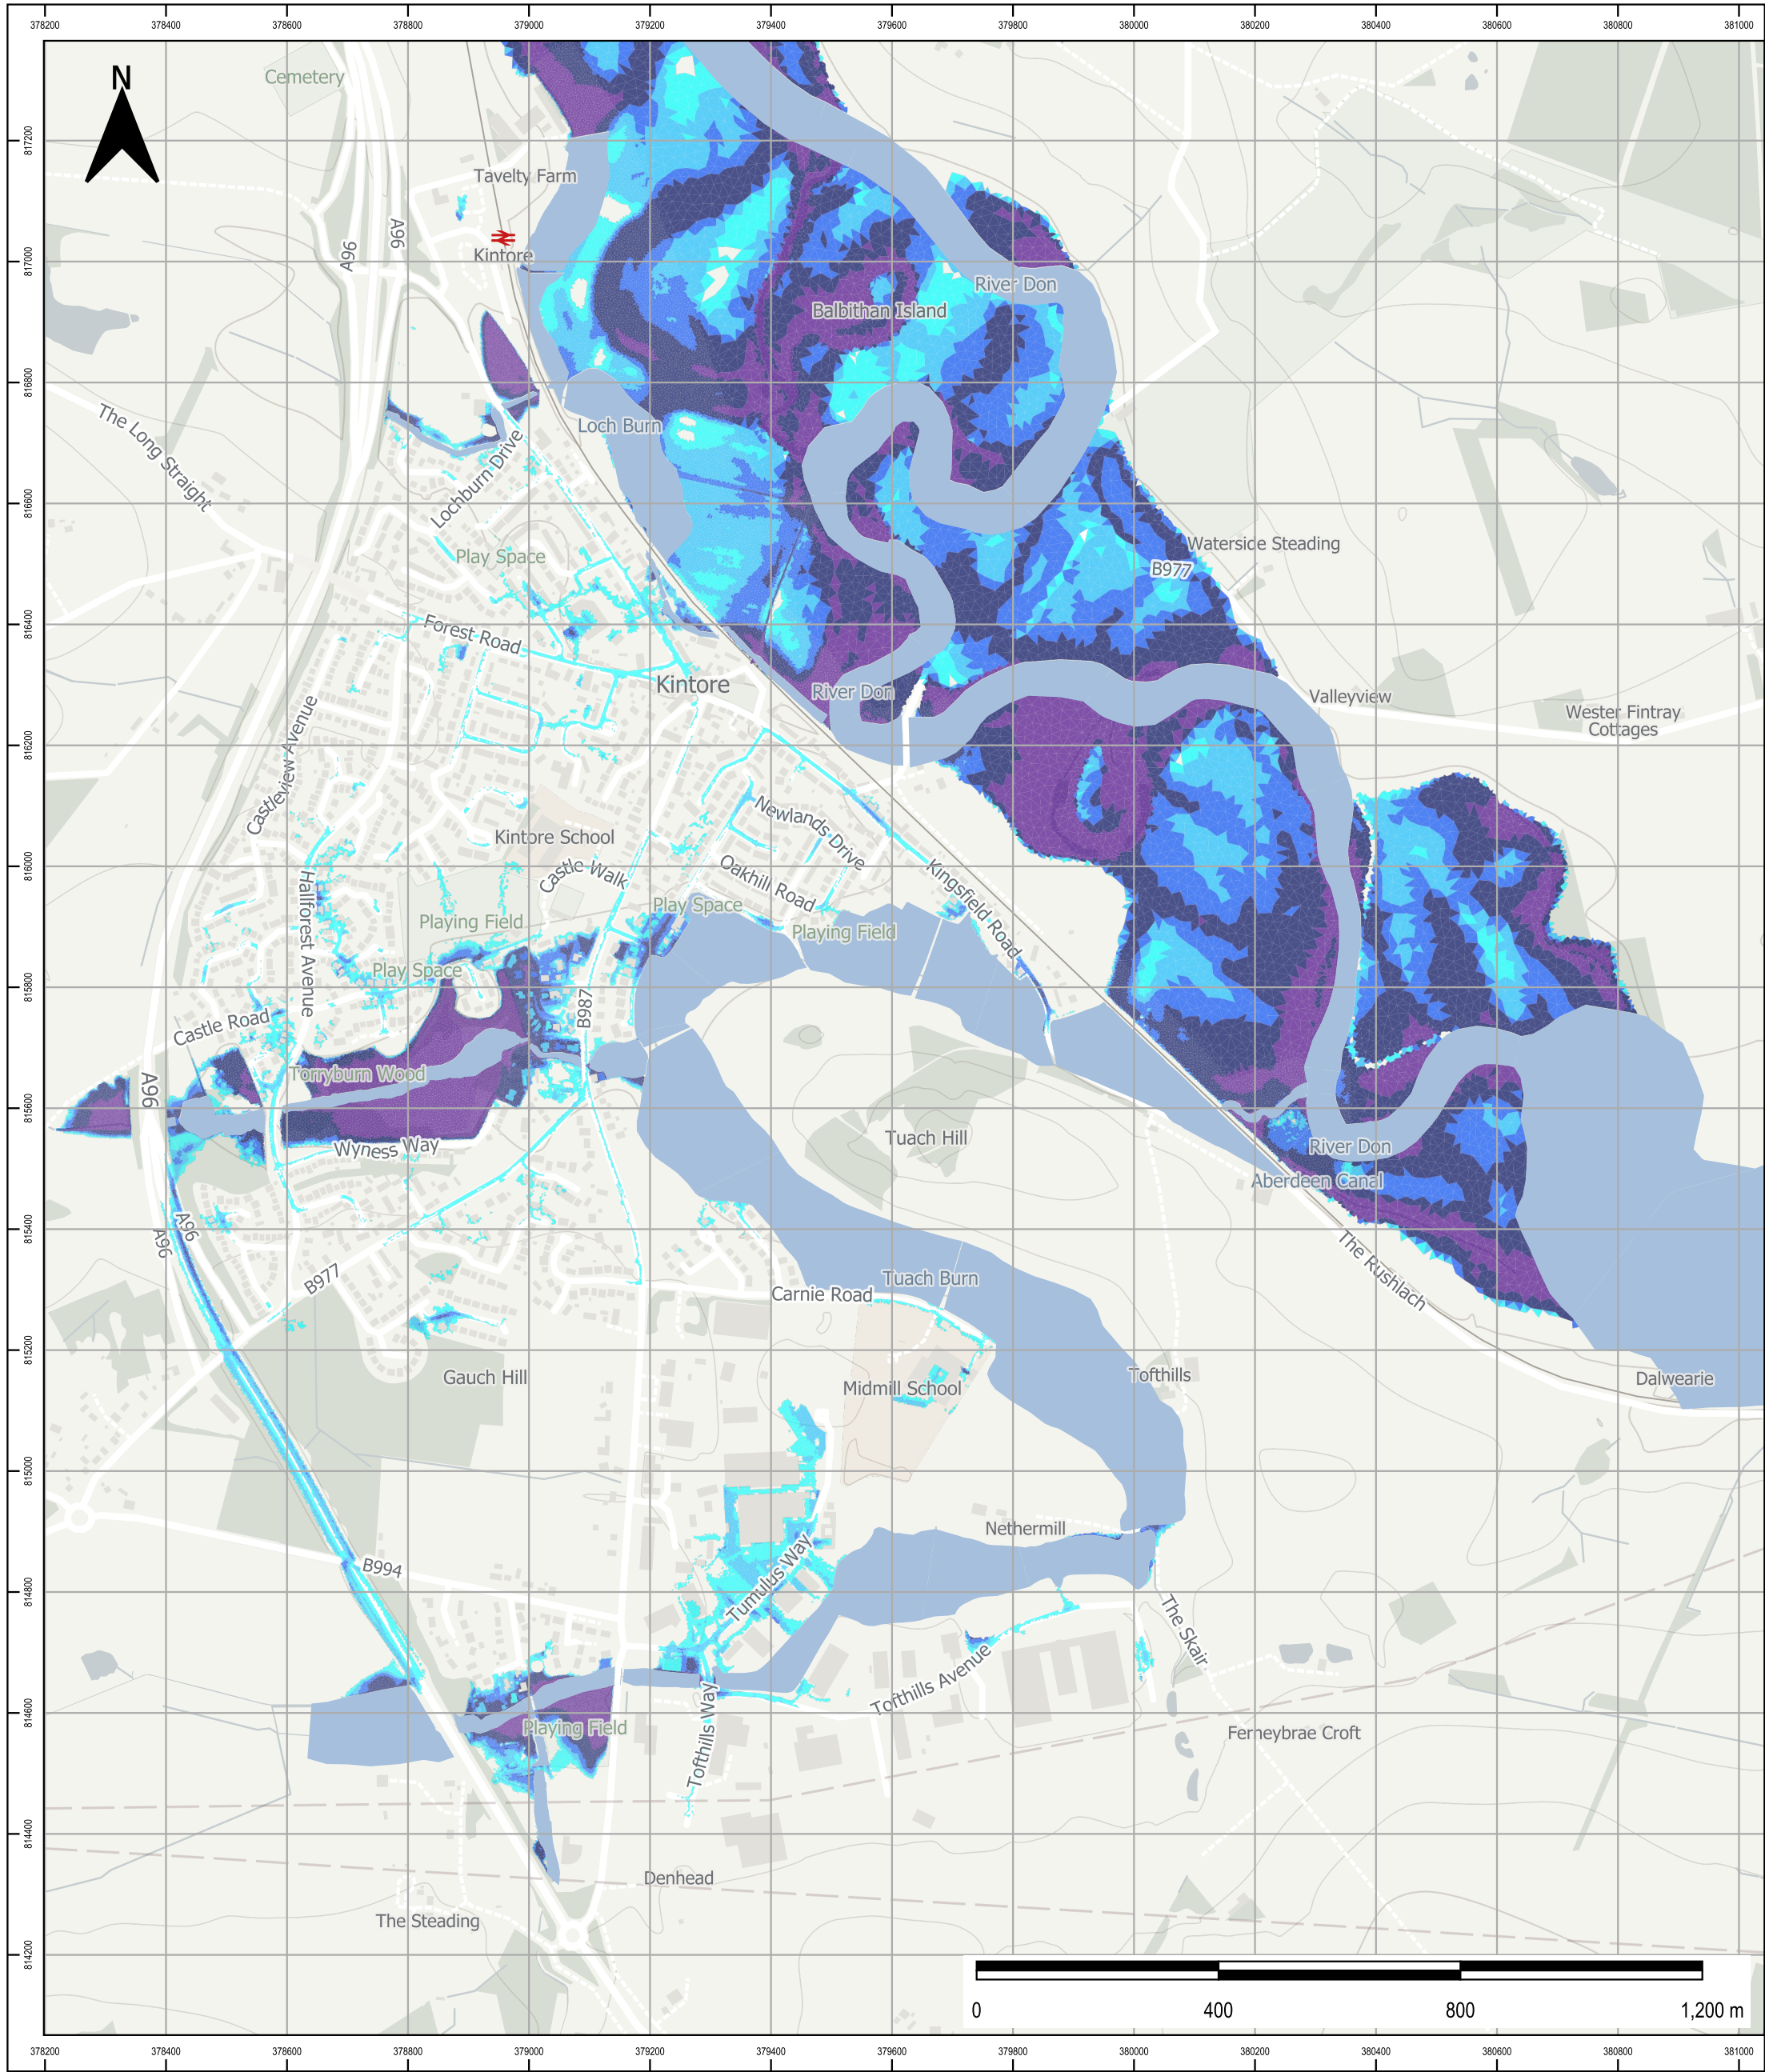 378200 378400 378600 378800 379000 379200 379400 379600 379800 380000 380200 380400 380600 380800 381000
Cemetery
N
817200
Tavelty Farm
A96
A96
Kintore
817000
River Don
Balbithan Island
816800
The Long Straight
Loch Burn
Lochburn Drive
816600
Play Space
Waterside Steading
B977
816400
Forest Road
Kintore
River Don
Valleyview
Wester Fintray
Cottages
816200
Castleview Avenue
Newlands Drive
Kintore School
816000
Castle Walk
Oakhill Road
Kingsfield Road
Hallforest Avenue
Play Space
Playing Field
Playing Field
Play Space
815800
B987
Castle Road
Torryburn Wood
A96
815600
Tuach Hill
Wyness Way
River Don
Aberdeen Canal
A96
A96
815400
The Rushlach
B977
Tuach Burn
Carnie Road
815200
Gauch Hill
Midmill School
Tofthills
Dalwearie
815000
Nethermill
B994
Tumulus Way
814800
The Skair
Tofthills Avenue
814600
Playing Field
Tofthills Way
Ferneybrae Croft
814400
Denhead
The Steading
814200
0 400 800 1,200 m
378200 378400 378600 378800 379000 379200 379400 379600 379800 380000 380200 380400 380600 380800 381000